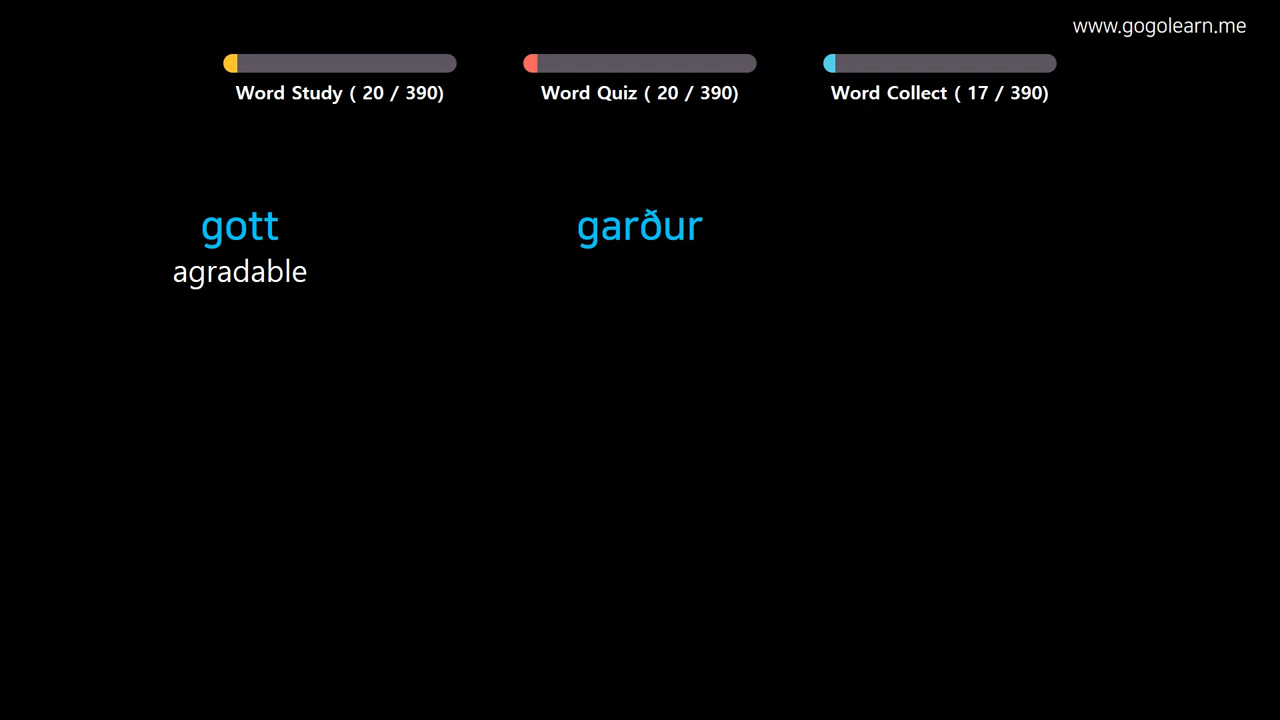 www.gogolearn.me
Word Study ( 20 / 390)
Word Quiz ( 20 / 390)
Word Collect ( 17 / 390)
gott
garður
agradable